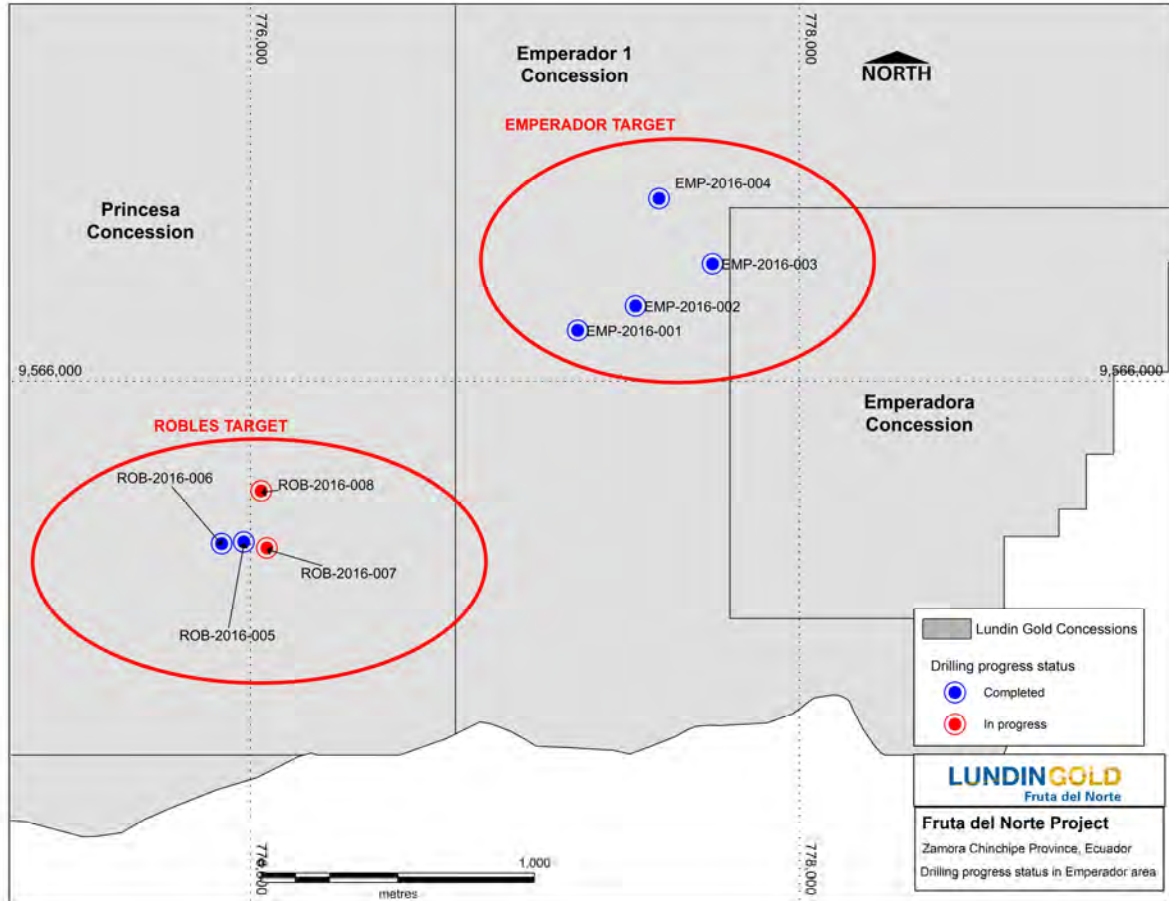 776,000
778,000
Emperador 1
Concession
NORTH
EMPERADOR TARGET
EMP-2016-004
Princesa
Concession
EMP-2016-003
EMP-2016-002
EMP-2016-001
9,566,000
9,566,000
Emperadora
Concession
ROBLES TARGET
ROB-2016-006
ROB-2016-008
ROB-2016-007
ROB-2016-005
Lundin Gold Concessions
Drilling progress status
Completed
In progress
LUNDINGOLD
Fruta del Norte
Fruta del Norte Project
Zamora Chinchipe Province, Ecuador
Drilling progress status in Emperador area
778,000
1,000
metres